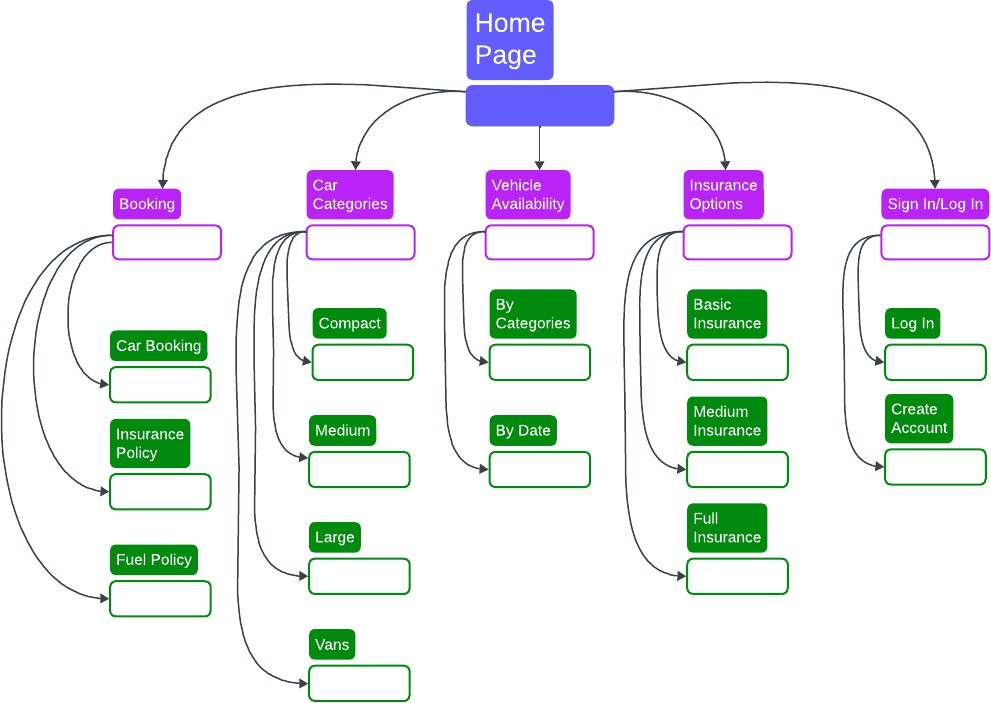 Home
Page
Booking
Car
Categories
Vehicle
Availability
Insurance
Options
Sign In/Log In
Car Booking
Insurance
Policy
Fuel Policy
Compact
Medium
Large
Vans
By
Categories
By Date
Basic
Insurance
Medium
Insurance
Full
Insurance
Log In
Create
Account